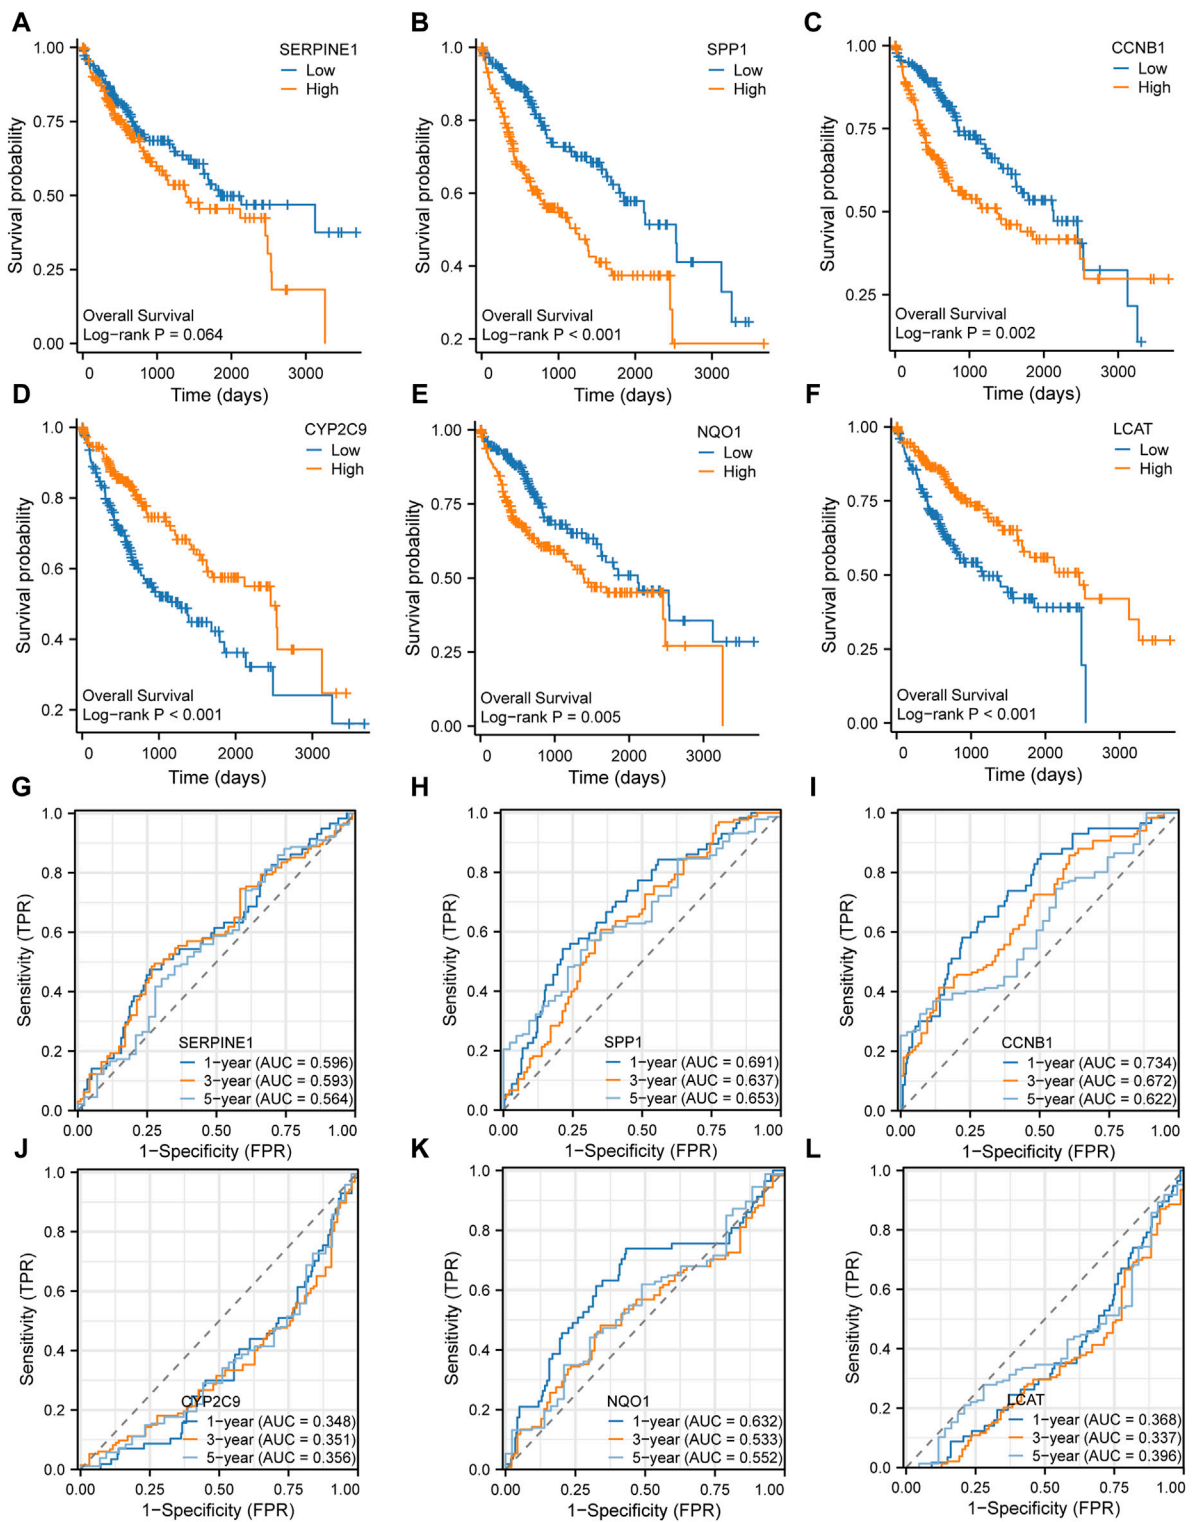 A
SERPINE1
Low
High
Survival probability
1.00
0.75
0.50
0.25
0.00
Overall Survival
Log−rank P = 0.064
0 1000 2000 3000
Time (days)
B
SPP1
Low
High
Survival probability
1.0
0.8
0.6
0.4
0.2
Overall Survival
Log−rank P < 0.001
0 1000 2000 3000
Time (days)
C
CCNB1
Low
High
Survival probability
1.00
0.75
0.50
0.25
Overall Survival
Log−rank P = 0.002
0 1000 2000 3000
Time (days)
D
CYP2C9
Low
High
Survival probability
1.0
0.8
0.6
0.4
0.2
Overall Survival
Log−rank P < 0.001
0 1000 2000 3000
Time (days)
E
NQO1
Low
High
Survival probability
1.00
0.75
0.50
0.25
0.00
Overall Survival
Log−rank P = 0.005
0 1000 2000 3000
Time (days)
F
LCAT
Low
High
Survival probability
1.00
0.75
0.50
0.25
0.00
Overall Survival
Log−rank P < 0.001
0 1000 2000 3000
Time (days)
G
Sensitivity (TPR)
1.0
0.8
0.6
0.4
0.2
0.0
SERPINE1
1−year (AUC = 0.596)
3−year (AUC = 0.593)
5−year (AUC = 0.564)
0.00 0.25 0.50 0.75 1.00
1−Specificity (FPR)
H
Sensitivity (TPR)
1.0
0.8
0.6
0.4
0.2
0.0
SPP1
1−year (AUC = 0.691)
3−year (AUC = 0.637)
5−year (AUC = 0.653)
0.00 0.25 0.50 0.75 1.00
1−Specificity (FPR)
I
Sensitivity (TPR)
1.0
0.8
0.6
0.4
0.2
0.0
CCNB1
1−year (AUC = 0.734)
3−year (AUC = 0.672)
5−year (AUC = 0.622)
0.00 0.25 0.50 0.75 1.00
1−Specificity (FPR)
J
Sensitivity (TPR)
1.0
0.8
0.6
0.4
0.2
0.0
CYP2C9
1−year (AUC = 0.348)
3−year (AUC = 0.351)
5−year (AUC = 0.356)
0.00 0.25 0.50 0.75 1.00
1−Specificity (FPR)
K
Sensitivity (TPR)
1.0
0.8
0.6
0.4
0.2
0.0
NQO1
1−year (AUC = 0.632)
3−year (AUC = 0.533)
5−year (AUC = 0.552)
0.00 0.25 0.50 0.75 1.00
1−Specificity (FPR)
L
Sensitivity (TPR)
1.0
0.8
0.6
0.4
0.2
0.0
LCAT
1−year (AUC = 0.368)
3−year (AUC = 0.337)
5−year (AUC = 0.396)
0.00 0.25 0.50 0.75 1.00
1−Specificity (FPR)